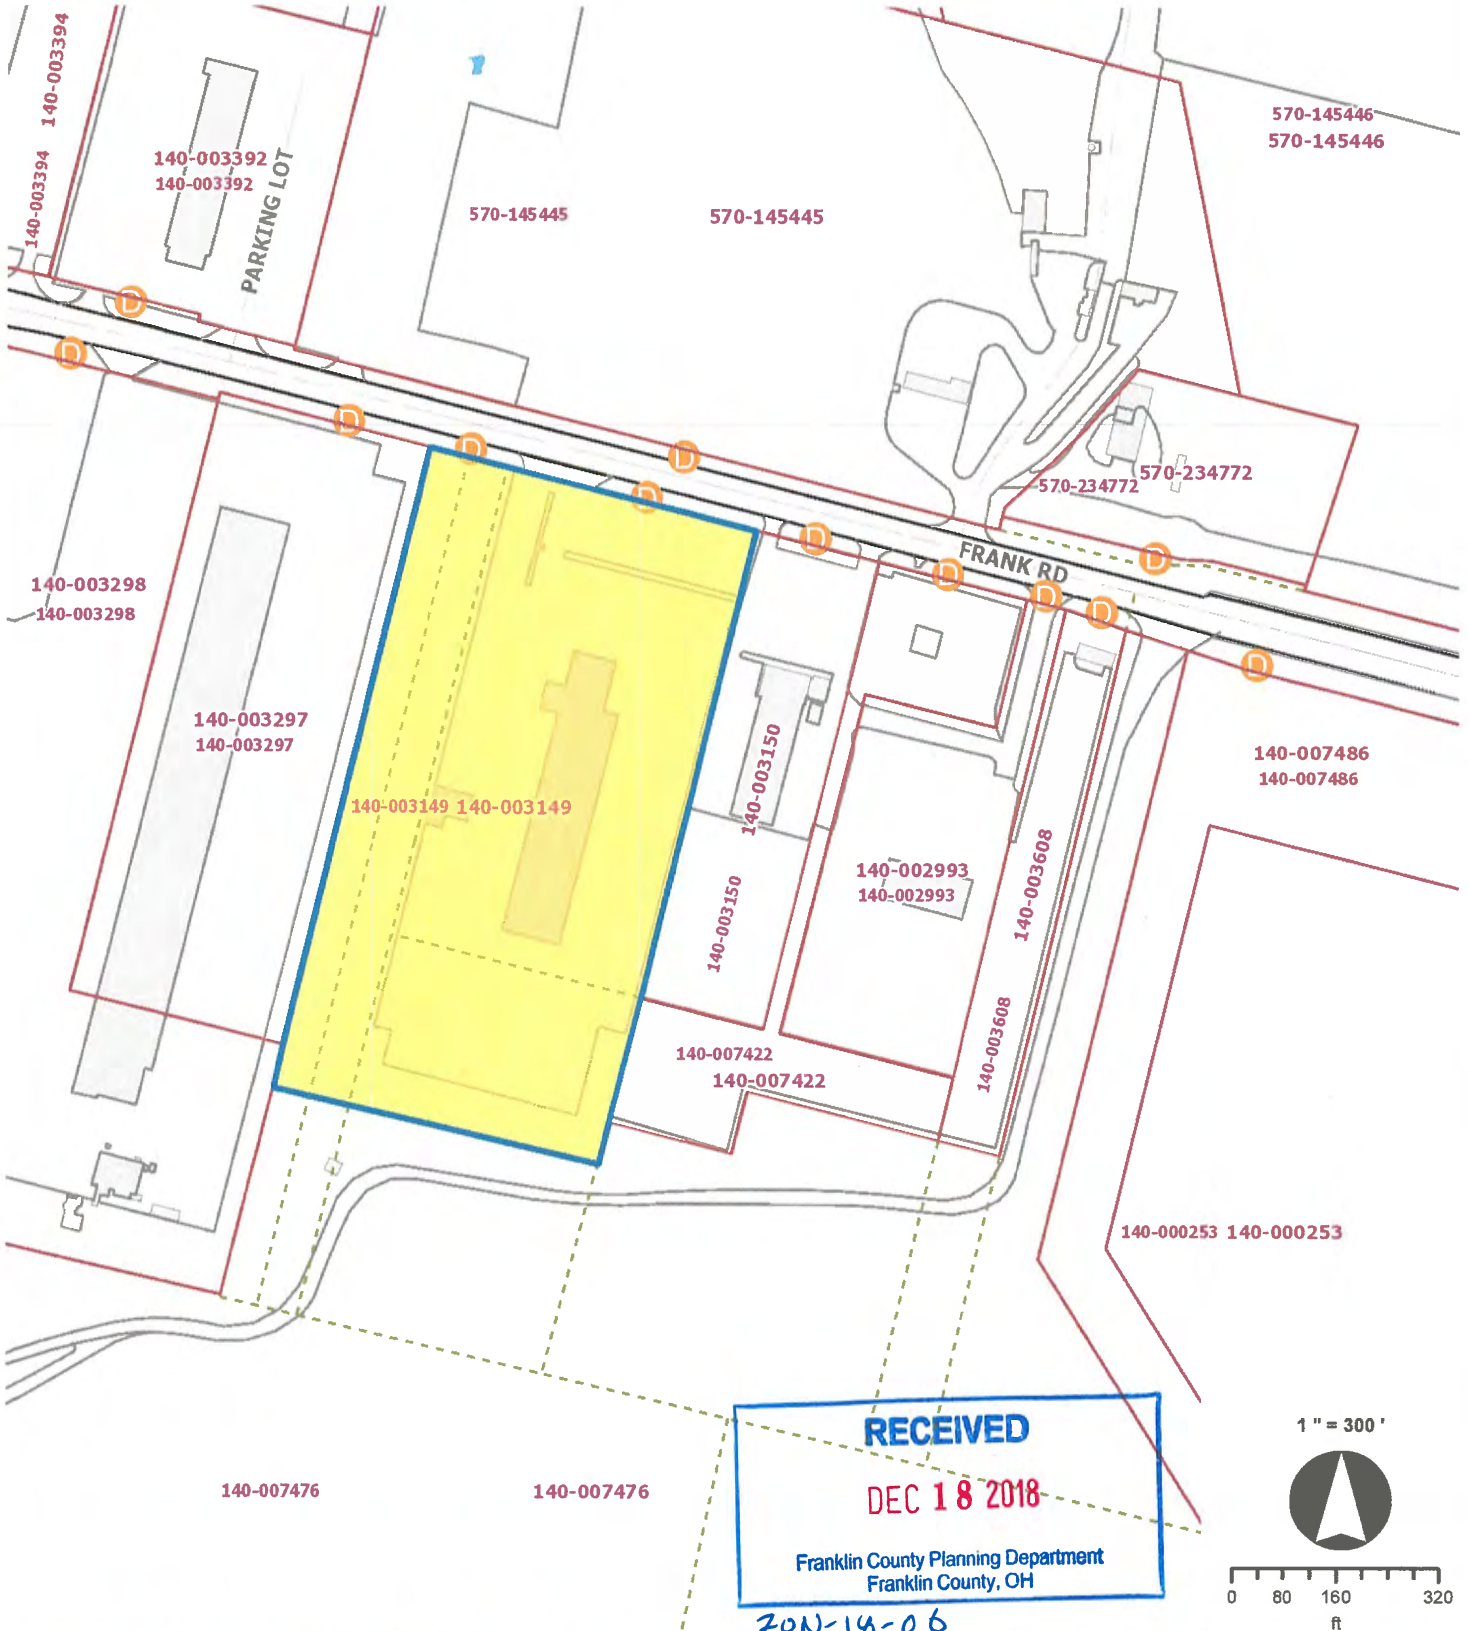 140-003394
140-003394
140-003392
140-003392
PARKING LOT
570-145445
570-145445
570-145446
570-145446
D
D
D
D
D
D
D
D
D
D
D
D
570-234772
570-234772
FRANK RD
140-003298
140-003298
140-003297
140-003297
140-003149 140-003149
140-003150
140-003150
140-002993
140-002993
140-003608
140-003608
140-007486
140-007486
140-007422
140-007422
140-000253 140-000253
140-007476
140-007476
RECEIVED
DEC 18 2018
Franklin County Planning Department
Franklin County, OH
1 " = 300 '
0 80 160 320
ft